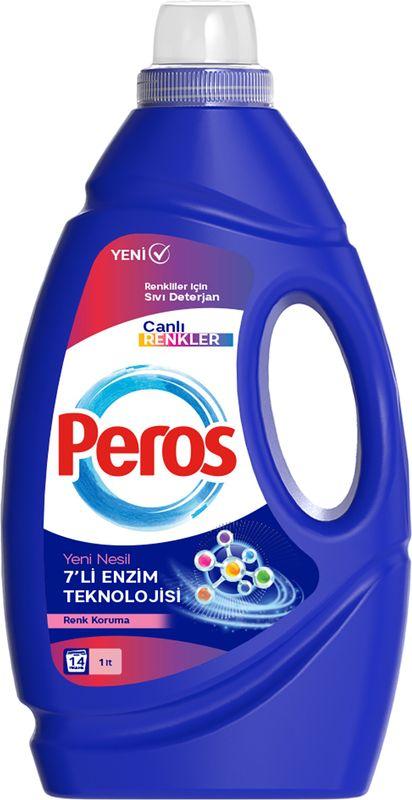 YENİ
Renkliler İçin
Sıvı Deterjan
Canlı
RENKLER
Peros
Yeni Nesil
7'Lİ ENZİM
TEKNOLOJİSİ
Renk Koruma
14
1 lt